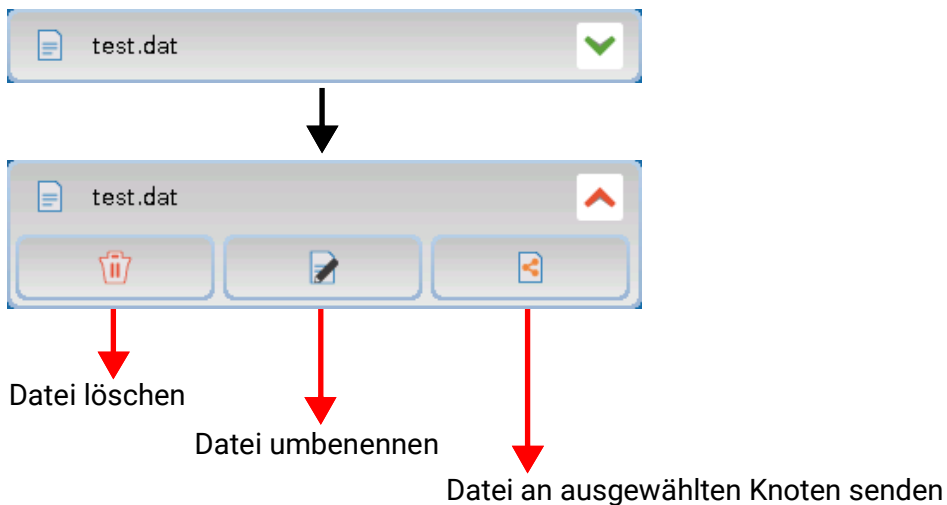 test.dat
test.dat
Datei löschen
Datei umbenennen
Datei an ausgewählten Knoten senden